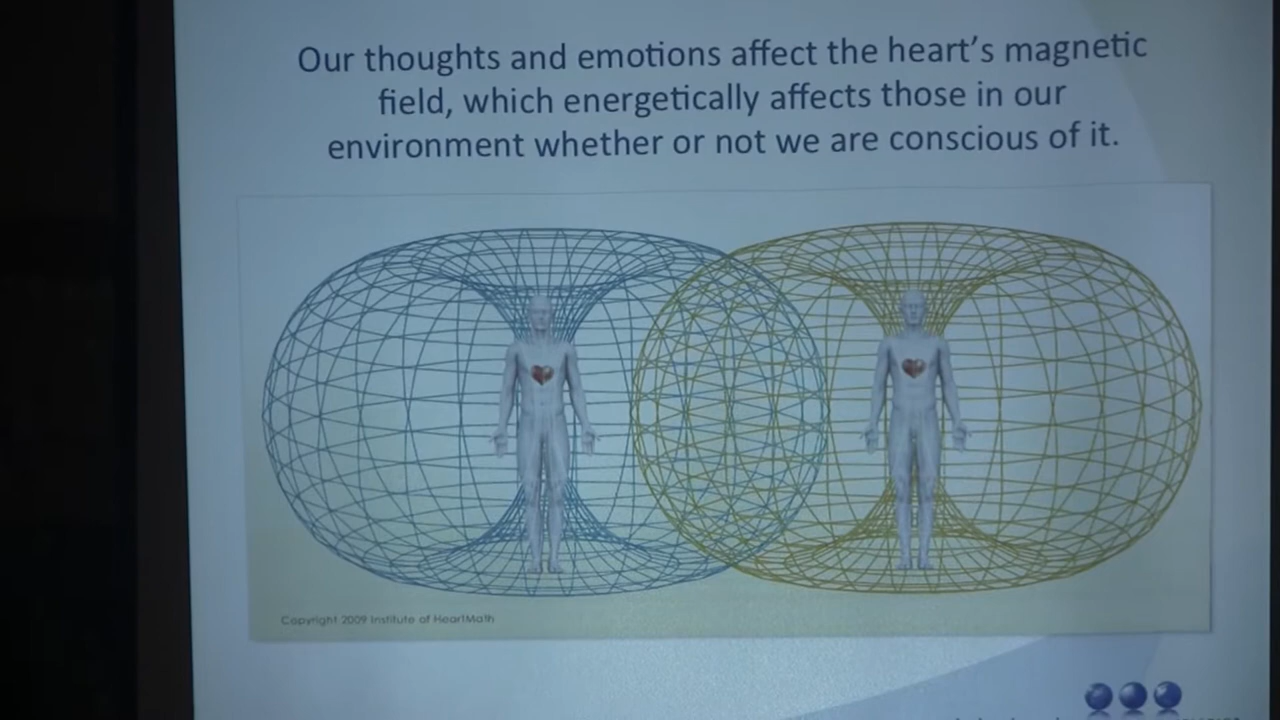 Our thoughts and emotions affect the heart's magnetic
field, which energetically affects those in our
environment whether or not we are conscious of it.
Copyright 2009 Institute of HeartMath